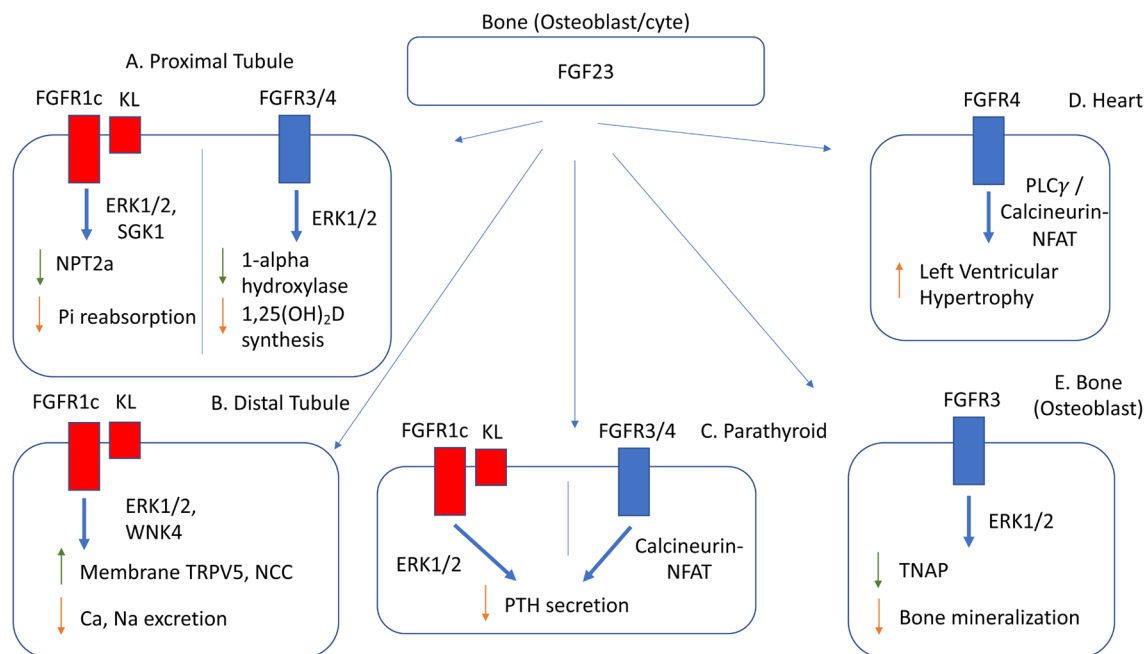 Bone (Osteoblast/cyte)
FGF23
A. Proximal Tubule
FGFR1c KL
FGFR3/4
ERK1/2,
SGK1
NPT2a
Pi reabsorption
ERK1/2
1-alpha
hydroxylase
1,25(OH)₂D
synthesis
FGFR4
D. Heart
PLC𝛾 /
Calcineurin-
NFAT
Left Ventricular
Hypertrophy
FGFR1c KL
B. Distal Tubule
ERK1/2,
WNK4
Membrane TRPV5, NCC
Ca, Na excretion
FGFR1c KL
FGFR3/4
C. Parathyroid
ERK1/2
Calcineurin-
NFAT
PTH secretion
E. Bone
(Osteoblast)
FGFR3
ERK1/2
TNAP
Bone mineralization